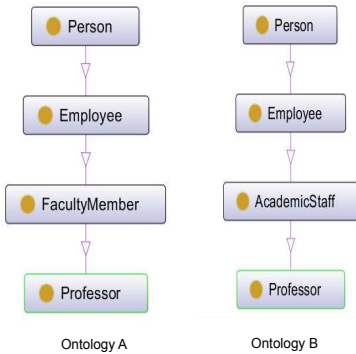 Person
Employee
FacultyMember
Professor
Ontology A
Person
Employee
AcademicStaff
Professor
Ontology B